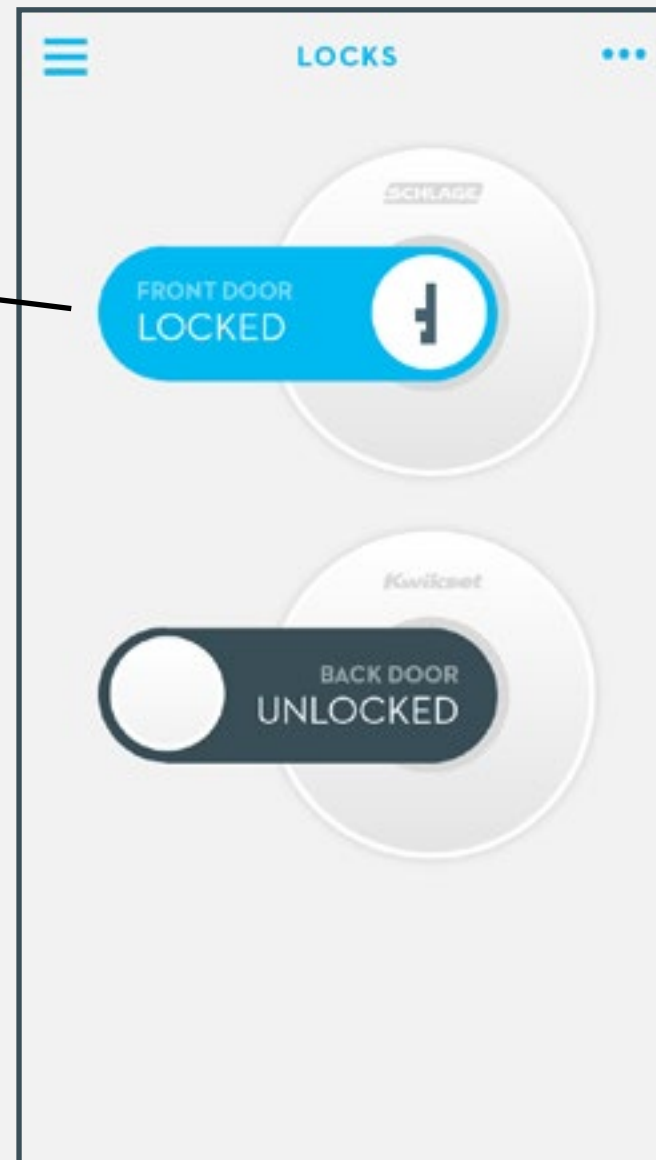 LOCKS
SCHLAGE
FRONT DOOR
LOCKED
Kwikset
BACK DOOR
UNLOCKED